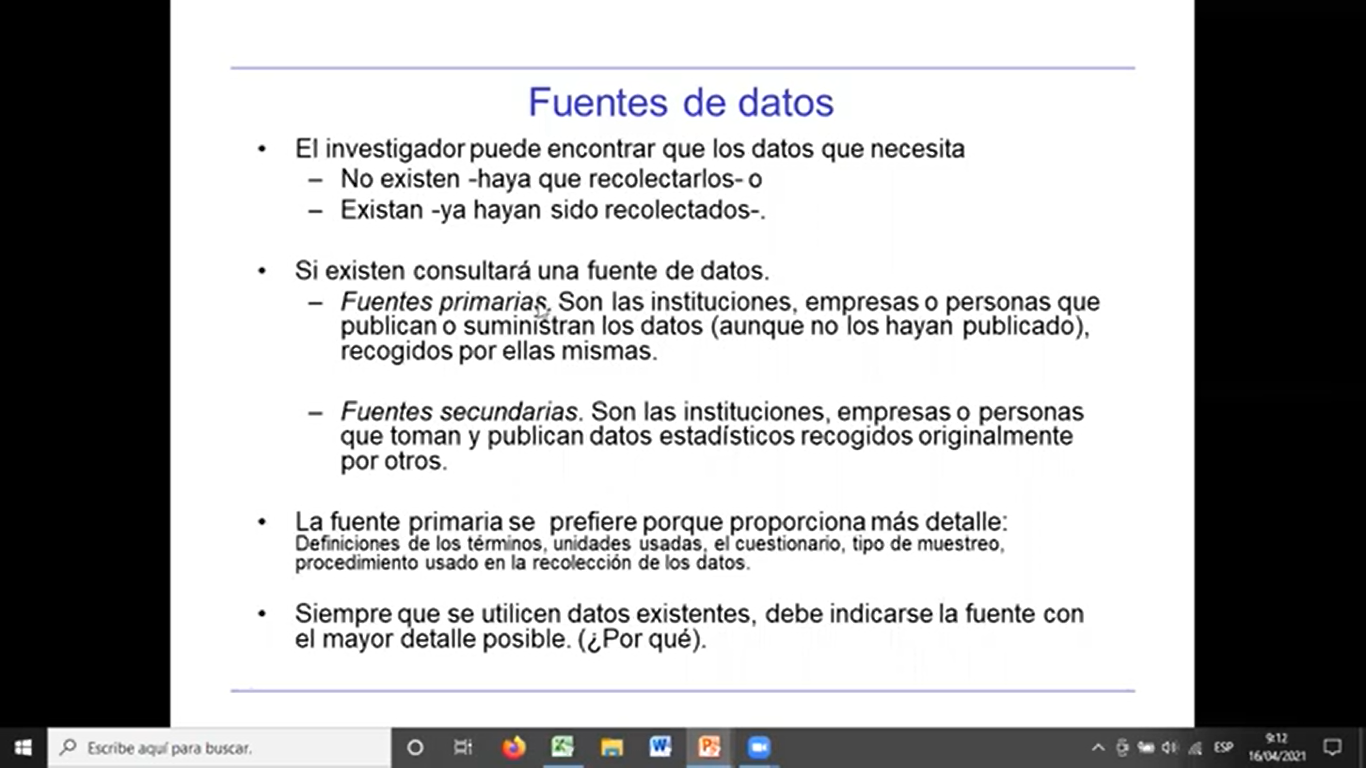 Fuentes de datos
• El investigador puede encontrar que los datos que necesita
– No existen -haya que recolectarlos- o
– Existan -ya hayan sido recolectados-.
• Si existen consultará una fuente de datos.
– Fuentes primarias. Son las instituciones, empresas o personas que
publican o suministran los datos (aunque no los hayan publicado),
recogidos por ellas mismas.
– Fuentes secundarias. Son las instituciones, empresas o personas
que toman y publican datos estadísticos recogidos originalmente
por otros.
• La fuente primaria se prefiere porque proporciona más detalle:
Definiciones de los términos, unidades usadas, el cuestionario, tipo de muestreo,
procedimiento usado en la recolección de los datos.
• Siempre que se utilicen datos existentes, debe indicarse la fuente con
el mayor detalle posible. (¿Por qué).
Escribe aquí para buscar.
ESP
9:12
16/04/2021